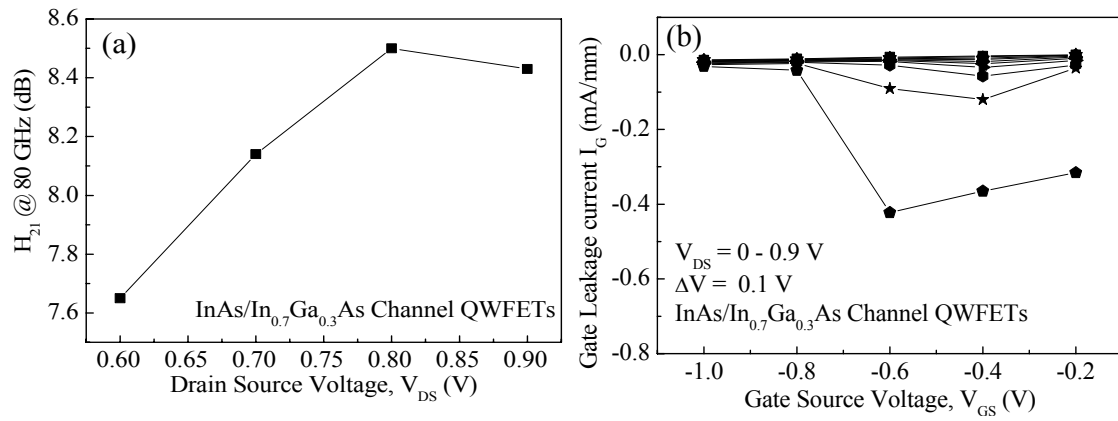 (a)
8.6
8.4
8.2
8.0
7.8
7.6
H21 @ 80 GHz (dB)
InAs/In0.7Ga0.3As Channel QWFETs
0.60 0.65 0.70 0.75 0.80 0.85 0.90
Drain Source Voltage, VDS (V)
(b)
0.0
-0.2
-0.4
-0.6
-0.8
Gate Leakage current IG (mA/mm)
VDS = 0 - 0.9 V
ΔV = 0.1 V
InAs/In0.7Ga0.3As Channel QWFETs
-1.0 -0.8 -0.6 -0.4 -0.2
Gate Source Voltage, VGS (V)